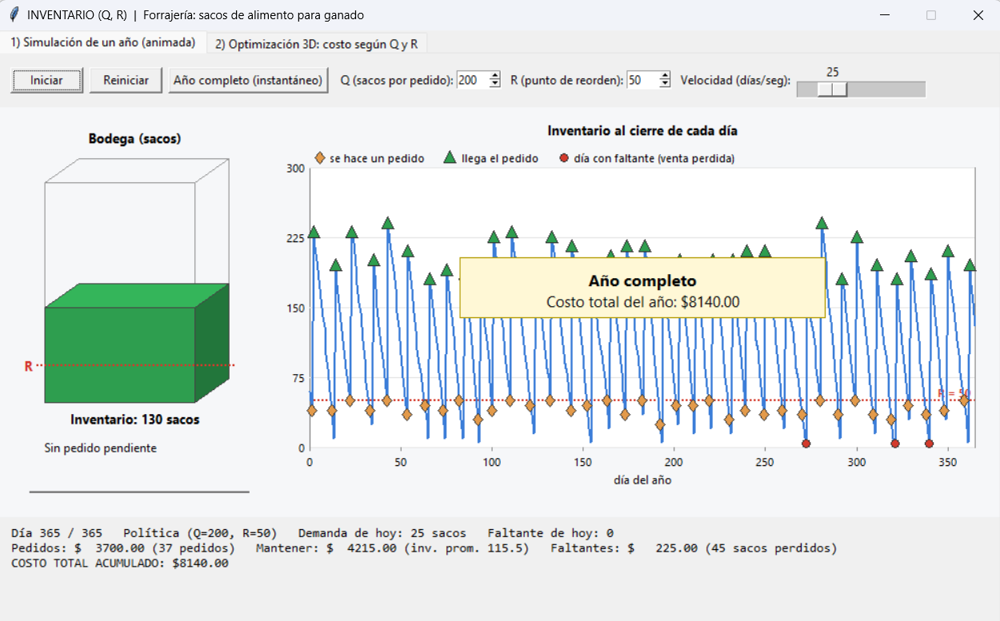 INVENTARIO (Q, R) | Forrajería: sacos de alimento para ganado
1) Simulación de un año (animada) 2) Optimización 3D: costo según Q y R
Iniciar Reiniciar Año completo (instantáneo) Q (sacos por pedido): 200 R (punto de reorden): 50 Velocidad (días/seg): 25
Bodega (sacos)
R
Inventario: 130 sacos
Sin pedido pendiente
Inventario al cierre de cada día
se hace un pedido llega el pedido día con faltante (venta perdida)
300
225
150
75
0
R = 50
Año completo
Costo total del año: $8140.00
0 50 100 150 200 250 300 350
día del año
Día 365 / 365 Política (Q=200, R=50) Demanda de hoy: 25 sacos Faltante de hoy: 0
Pedidos: $ 3700.00 (37 pedidos) Mantener: $ 4215.00 (inv. prom. 115.5) Faltantes: $ 225.00 (45 sacos perdidos)
COSTO TOTAL ACUMULADO: $8140.00